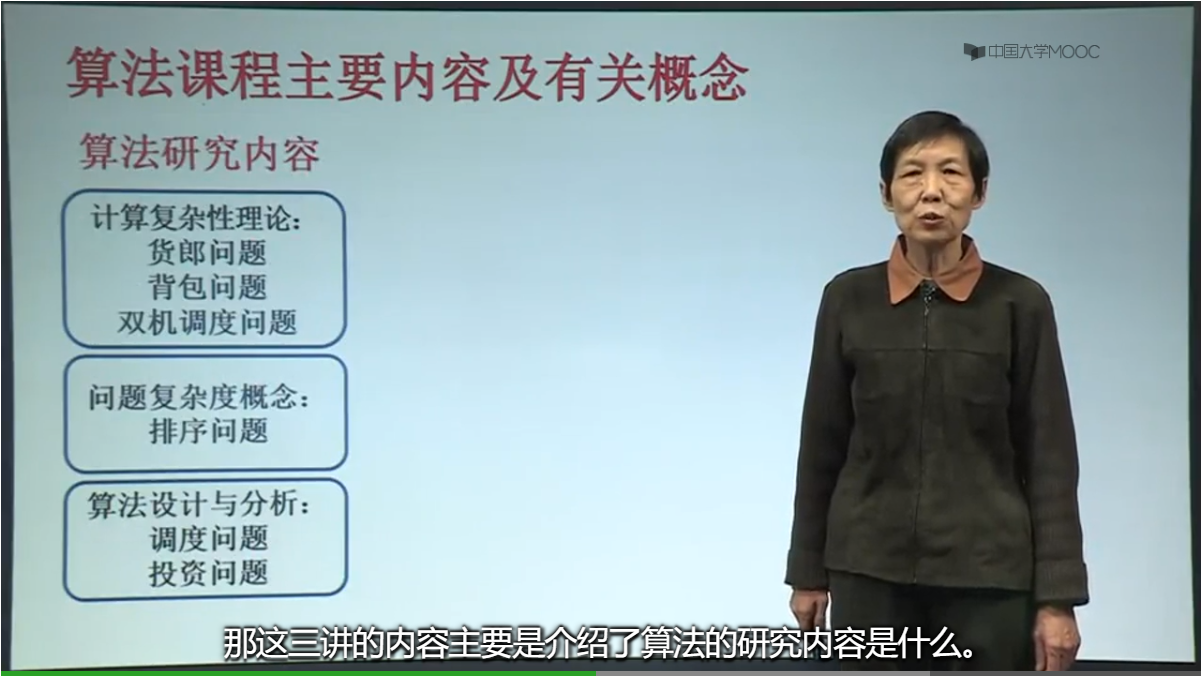 中国大学MOOC
算法课程主要内容及有关概念
算法研究内容
计算复杂性理论：
货郎问题
背包问题
双机调度问题
问题复杂度概念：
排序问题
算法设计与分析：
调度问题
投资问题
那这三讲的内容主要是介绍了算法的研究内容是什么。